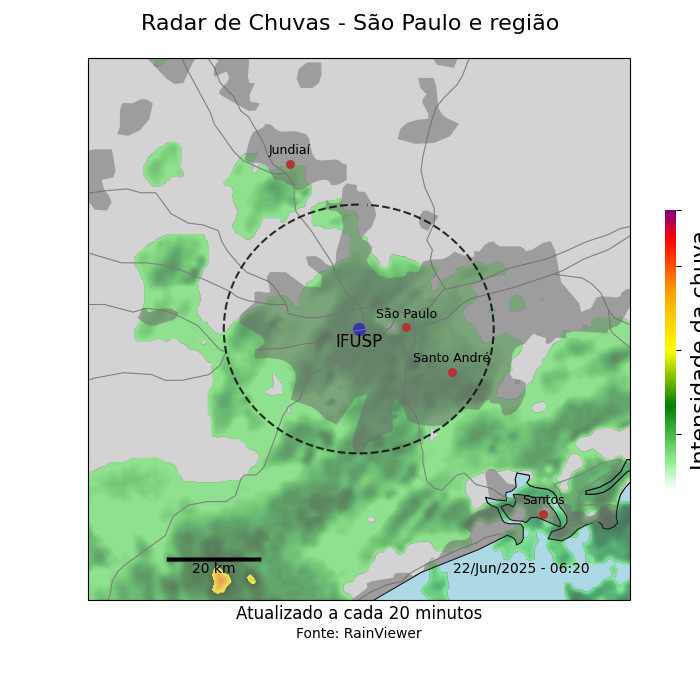 Radar de Chuvas - São Paulo e região
Jundiaí
São Paulo
IFUSP
Santo André
Santos
20 km
22/Jun/2025 - 06:20
Intensidade da chuva
Atualizado a cada 20 minutos
Fonte: RainViewer